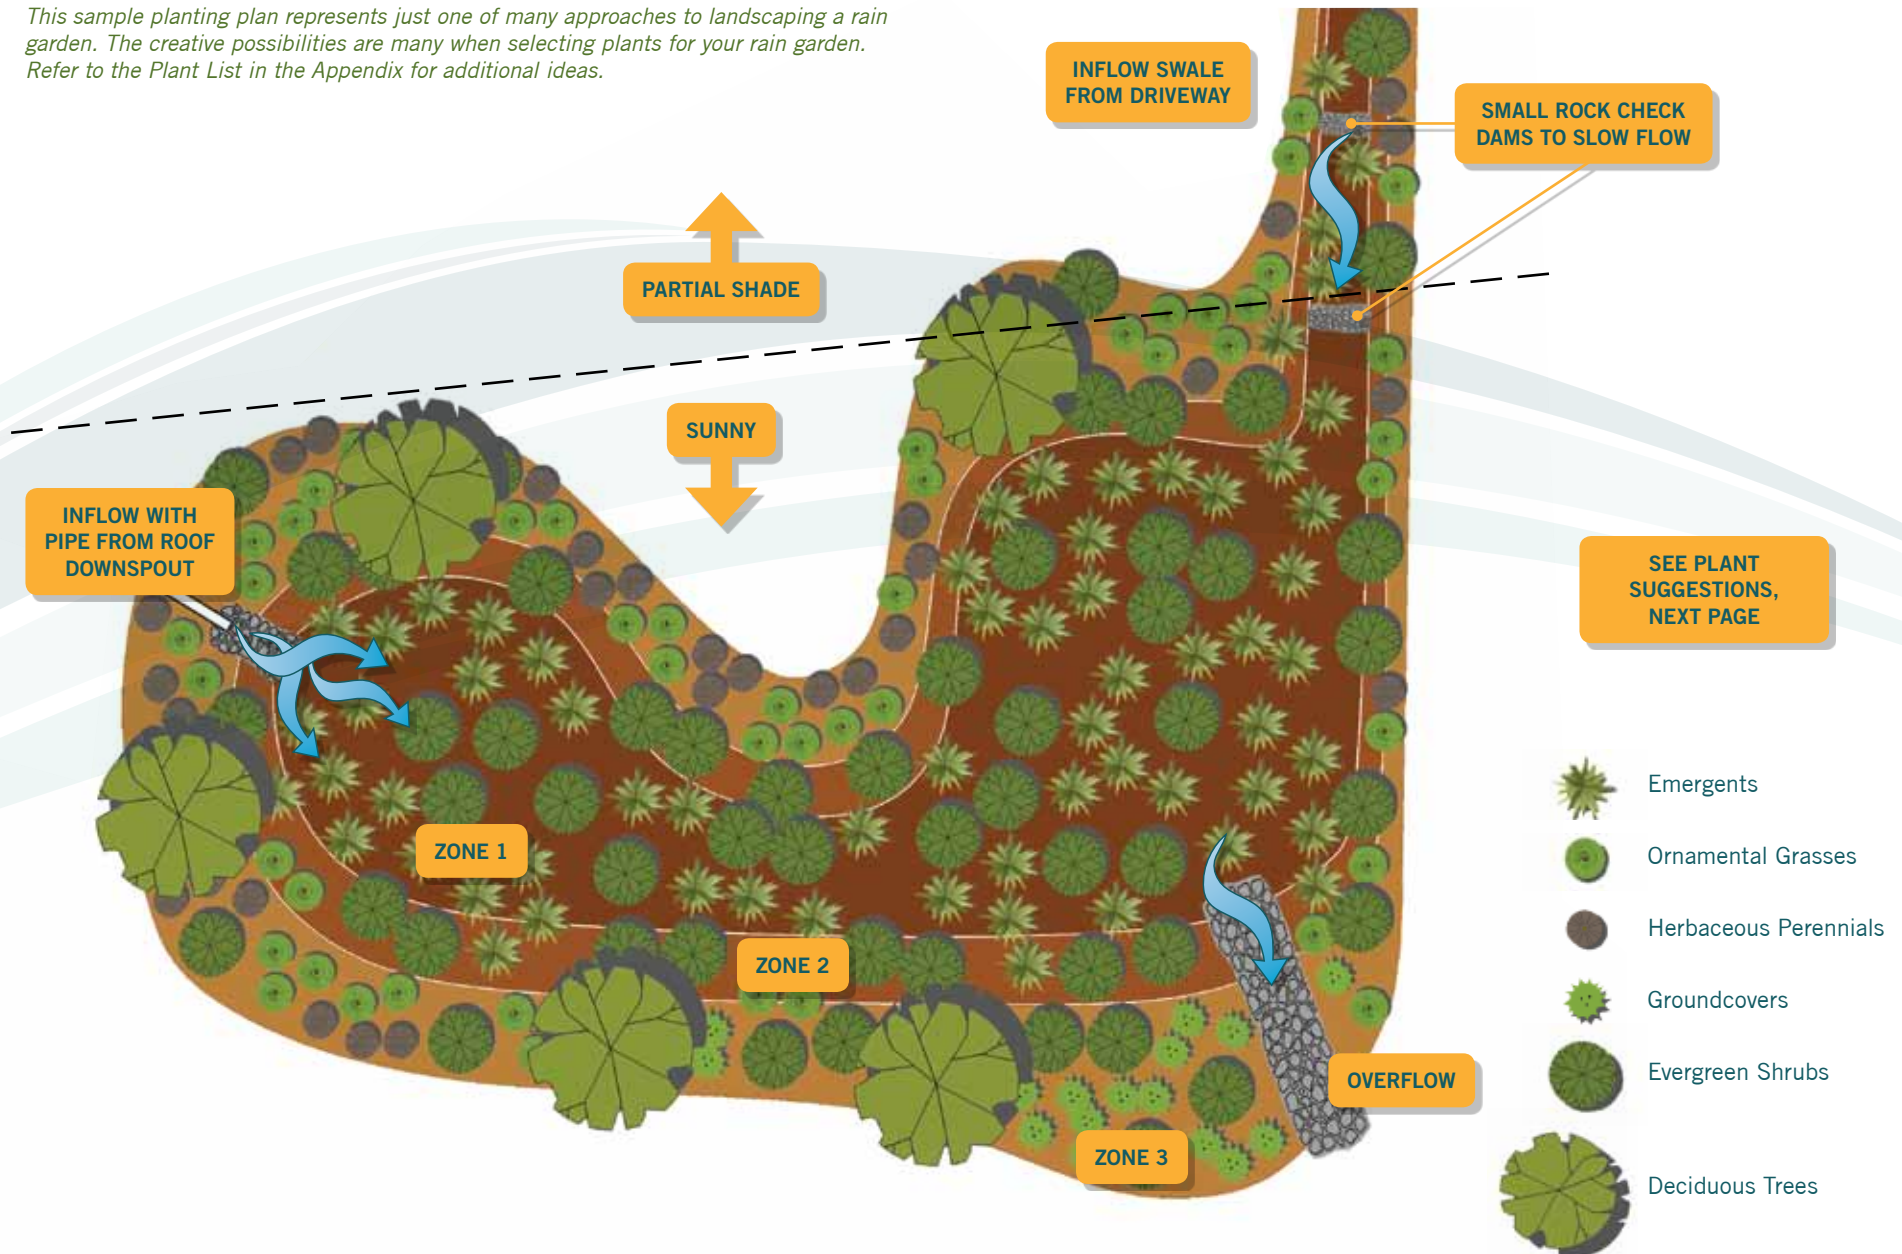 This sample planting plan represents just one of many approaches to landscaping a rain
garden. The creative possibilities are many when selecting plants for your rain garden.
Refer to the Plant List in the Appendix for additional ideas.
INFLOW SWALE
FROM DRIVEWAY
SMALL ROCK CHECK
DAMS TO SLOW FLOW
PARTIAL SHADE
SUNNY
INFLOW WITH
PIPE FROM ROOF
DOWNSPOUT
SEE PLANT
SUGGESTIONS,
NEXT PAGE
ZONE 1
ZONE 2
ZONE 3
OVERFLOW
Emergents
Ornamental Grasses
Herbaceous Perennials
Groundcovers
Evergreen Shrubs
Deciduous Trees